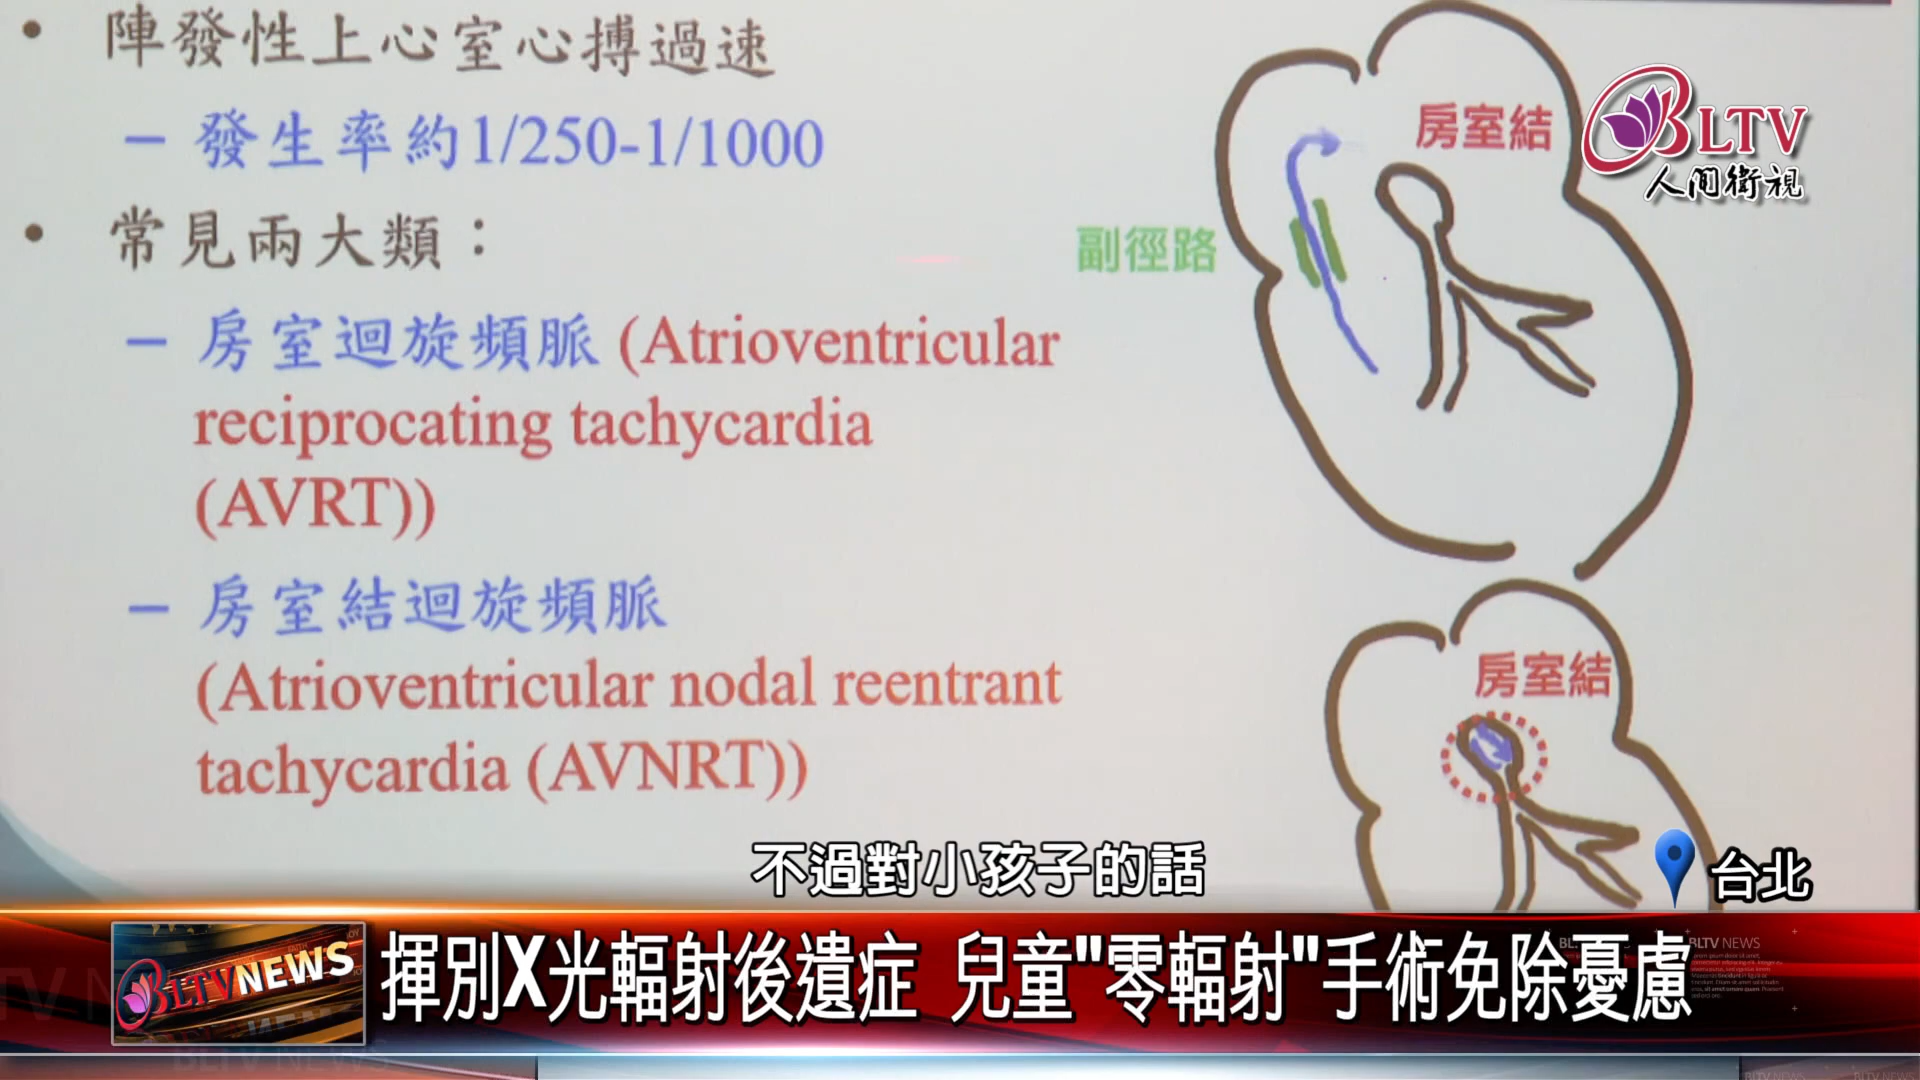 • 陣發性上心室心搏過速
– 發生率約1/250-1/1000
• 常見兩大類：
– 房室迴旋頻脈 (Atrioventricular
reciprocating tachycardia
(AVRT))
– 房室結迴旋頻脈
(Atrioventricular nodal reentrant
tachycardia (AVNRT))
房室結
副徑路
房室結
BLTV
人間衛視
不過對小孩子的話
台北
BLTV NEWS
揮別X光輻射後遺症 兒童"零輻射"手術免除憂慮
BLTV NEWS